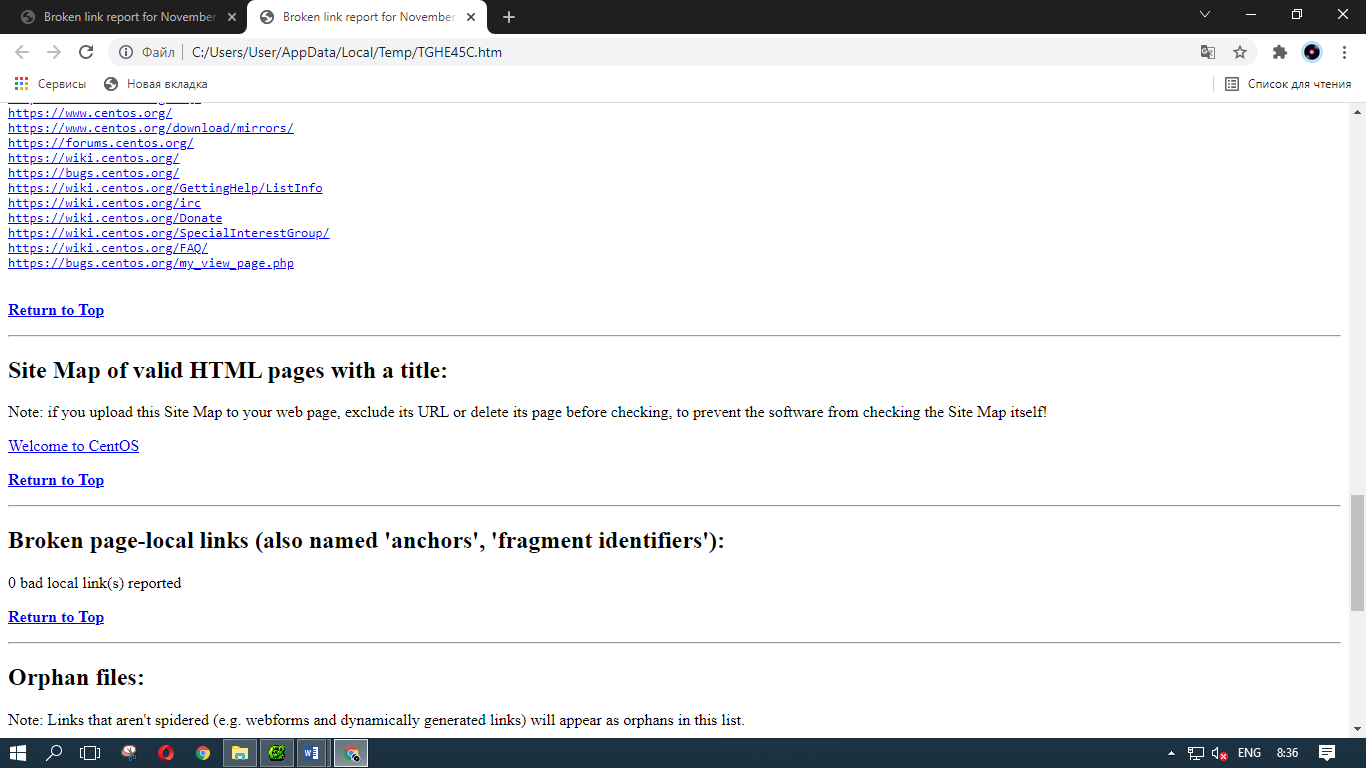 Broken link report for November
Broken link report for November
Файл
C:/Users/User/AppData/Local/Temp/TGHE45C.htm
Сервисы
Новая вкладка
Список для чтения
https://www.centos.org/
https://www.centos.org/download/mirrors/
https://forums.centos.org/
https://wiki.centos.org/
https://bugs.centos.org/
https://wiki.centos.org/GettingHelp/ListInfo
https://wiki.centos.org/irc
https://wiki.centos.org/Donate
https://wiki.centos.org/SpecialInterestGroup/
https://wiki.centos.org/FAQ/
https://bugs.centos.org/my_view_page.php
Return to Top
Site Map of valid HTML pages with a title:
Note: if you upload this Site Map to your web page, exclude its URL or delete its page before checking, to prevent the software from checking the Site Map itself!
Welcome to CentOS
Return to Top
Broken page-local links (also named 'anchors', 'fragment identifiers'):
0 bad local link(s) reported
Return to Top
Orphan files:
Note: Links that aren't spidered (e.g. webforms and dynamically generated links) will appear as orphans in this list.
ENG
8:36